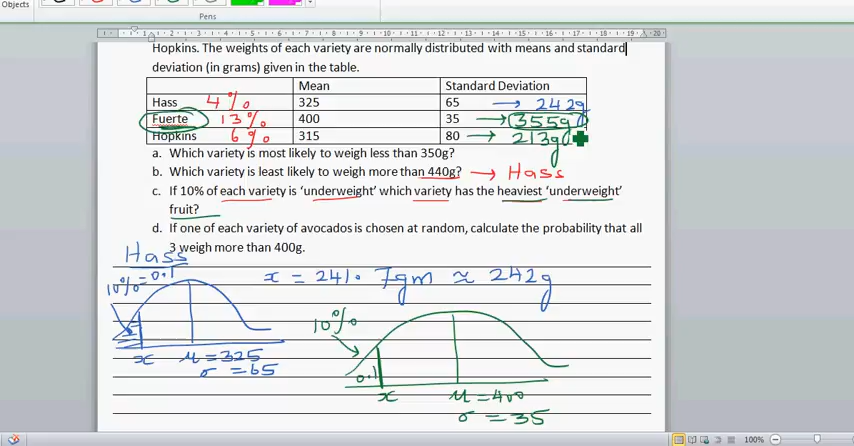 Objects
Pens
Hopkins. The weights of each variety are normally distributed with means and standard
deviation (in grams) given in the table.
Mean Standard Deviation
Hass 4% 325 65 → 242g
Fuerte 13% 400 35 → 355g
Hopkins 6% 315 80 → 213g
a. Which variety is most likely to weigh less than 350g?
b. Which variety is least likely to weigh more than 440g? → Hass
c. If 10% of each variety is 'underweight' which variety has the heaviest 'underweight'
fruit?
d. If one of each variety of avocados is chosen at random, calculate the probability that all
3 weigh more than 400g.
Hass
10% = 0.1
x = 241.7gm ≈ 242g
x μ = 325
σ = 65
10%
0.1
x μ = 400
σ = 35
100%